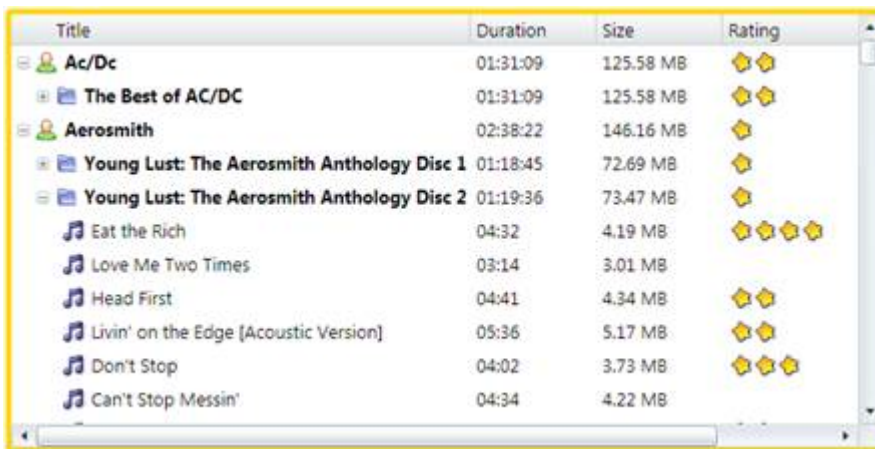 Title Duration Size Rating
Ac/Dc 01:31:09 125.58 MB
The Best of AC/DC 01:31:09 125.58 MB
Aerosmith 02:38:22 146.16 MB
Young Lust: The Aerosmith Anthology Disc 1 01:18:45 72.69 MB
Young Lust: The Aerosmith Anthology Disc 2 01:19:36 73.47 MB
Eat the Rich 04:32 4.19 MB
Love Me Two Times 03:14 3.01 MB
Head First 04:41 4.34 MB
Livin' on the Edge [Acoustic Version] 05:36 5.17 MB
Don't Stop 04:02 3.73 MB
Can't Stop Messin' 04:34 4.22 MB